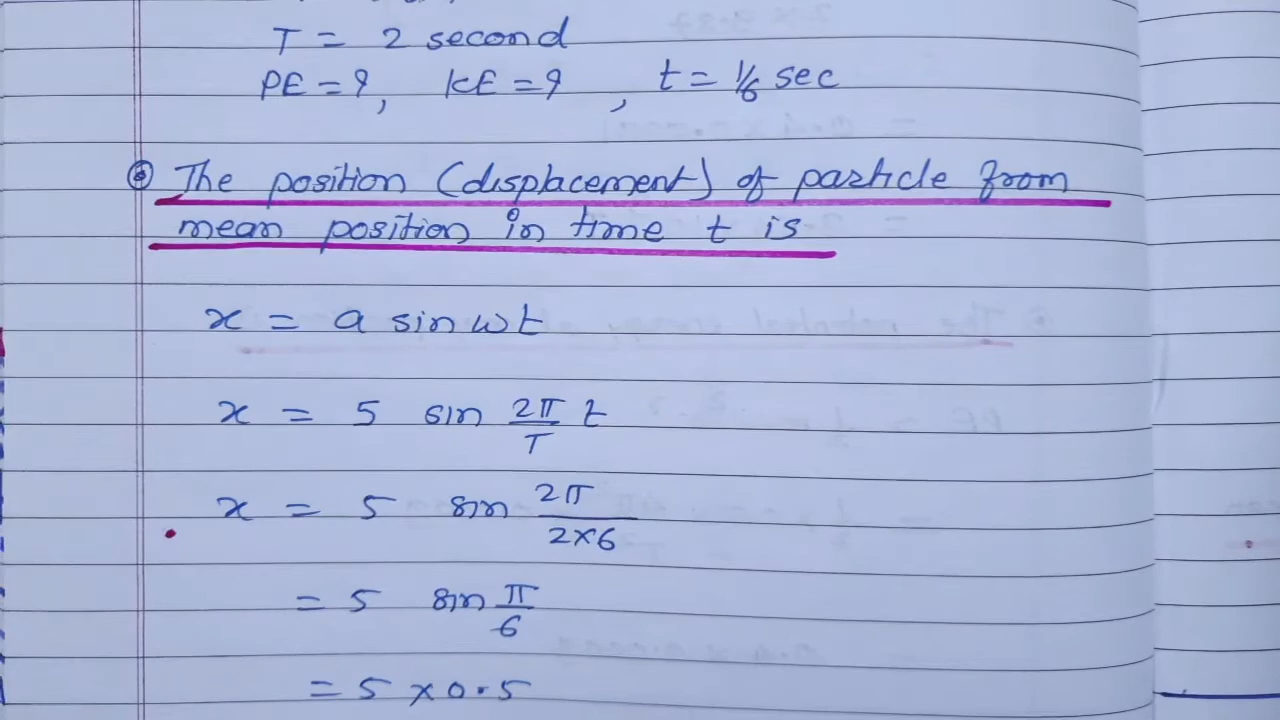 T = 2 second
PE = ?, KE = ?, t = 1/6 sec
The position (displacement) of particle from
mean position in time t is
x = a sin ωt
x = 5 sin 2π/T t
x = 5 sin 2π/2×6
= 5 sin π/6
= 5 × 0.5